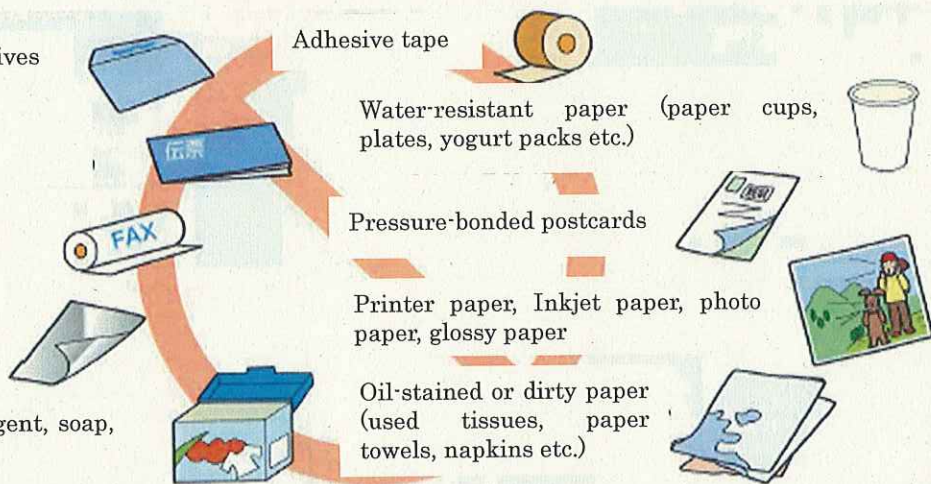 ives
Adhesive tape
Water-resistant paper (paper cups,
plates, yogurt packs etc.)
伝票
Pressure-bonded postcards
FAX
Printer paper, Inkjet paper, photo
paper, glossy paper
Oil-stained or dirty paper
(used tissues, paper
towels, napkins etc.)
gent, soap,